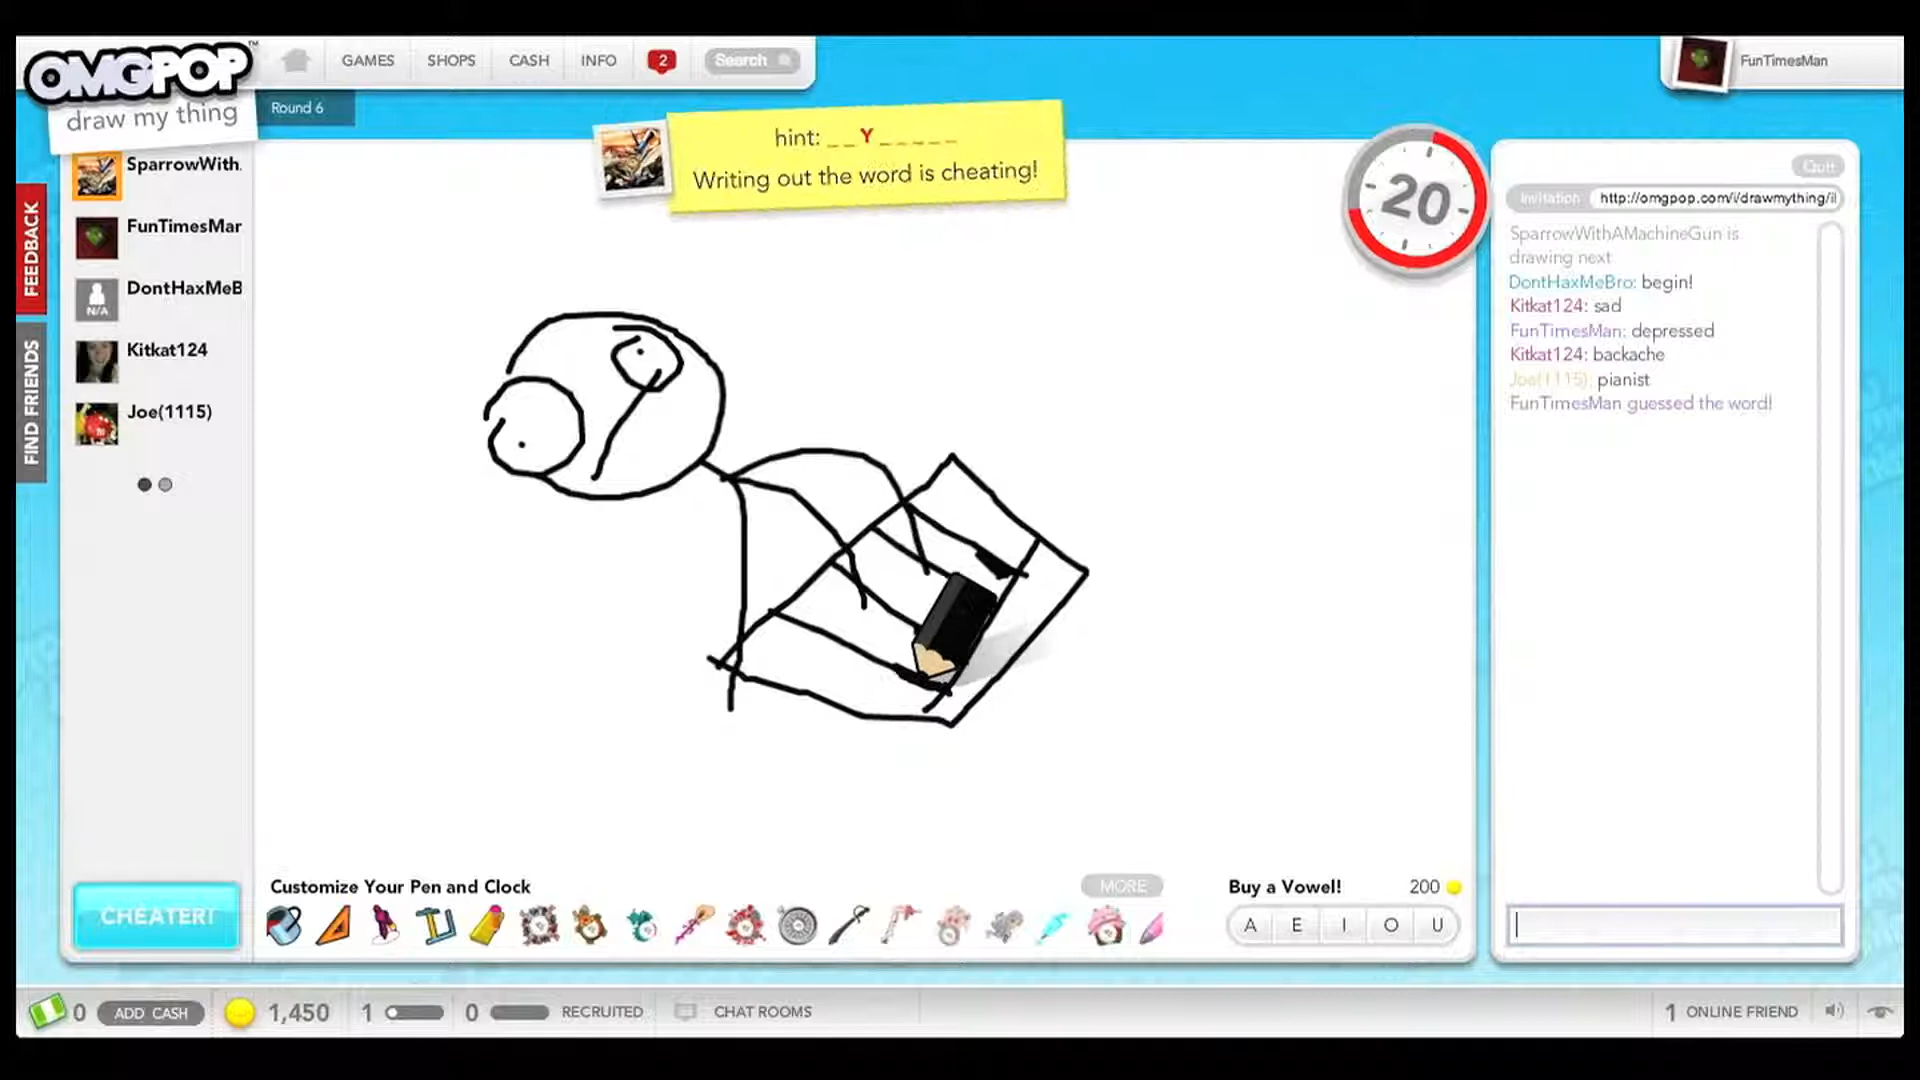 OMGPOP™
GAMES
SHOPS
CASH
INFO
2
Search
FunTimesMan
draw my thing
Round 6
hint: _ _ Y _ _ _ _ _
Writing out the word is cheating!
20
Quit
Invitation http://omgpop.com/i/drawmything/il
FEEDBACK
FIND FRIENDS
SparrowWith.
FunTimesMar
DontHaxMeB
N/A
Kitkat124
Joe(1115)
SparrowWithAMachineGun is
drawing next
DontHaxMeBro: begin!
Kitkat124: sad
FunTimesMan: depressed
Kitkat124: backache
Joe(1115): pianist
FunTimesMan guessed the word!
CHEATER!
Customize Your Pen and Clock
MORE
Buy a Vowel! 200
A E I O U
0 ADD CASH 1,450 1 0 RECRUITED CHAT ROOMS 1 ONLINE FRIEND